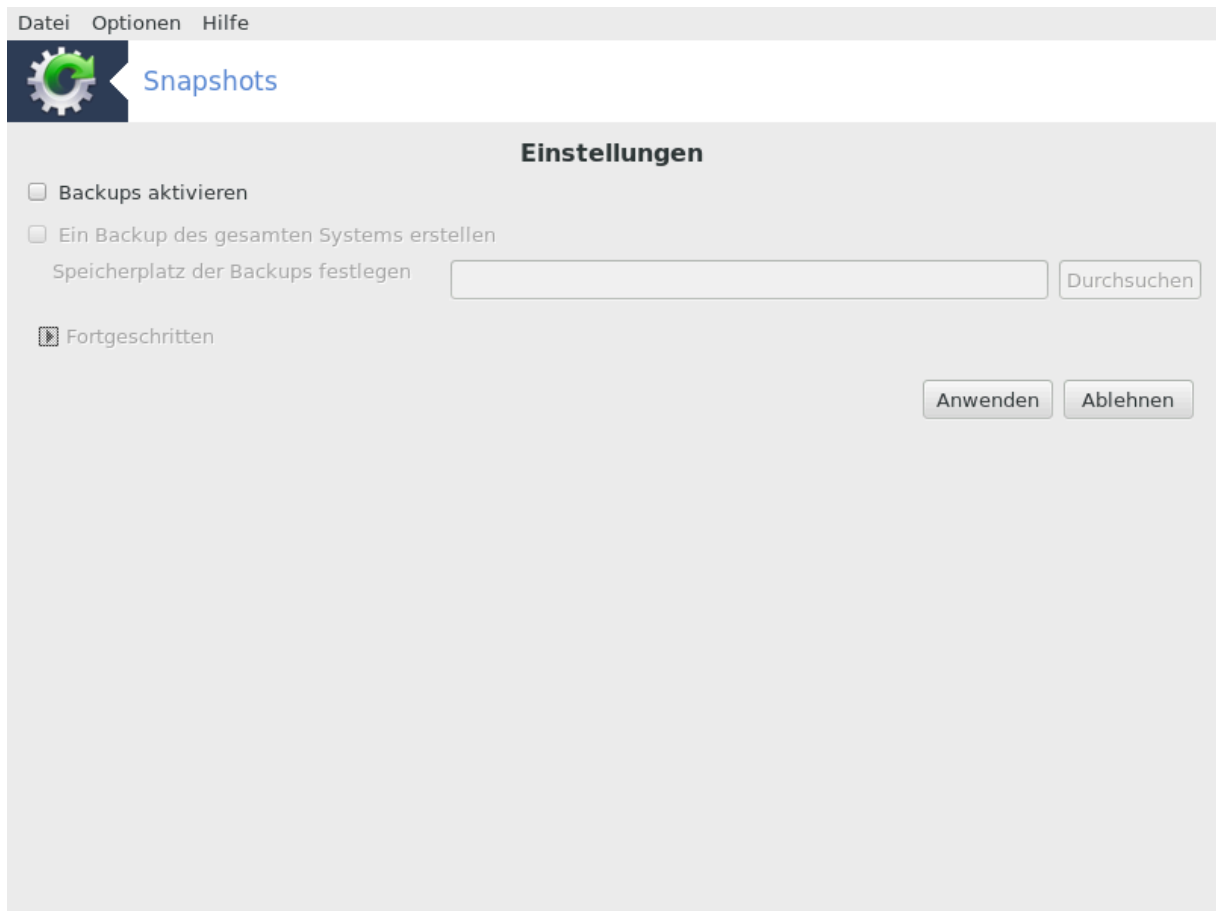 Datei Optionen Hilfe
Snapshots
Einstellungen
Backups aktivieren
Ein Backup des gesamten Systems erstellen
Speicherplatz der Backups festlegen Durchsuchen
Fortgeschritten
Anwenden Ablehnen